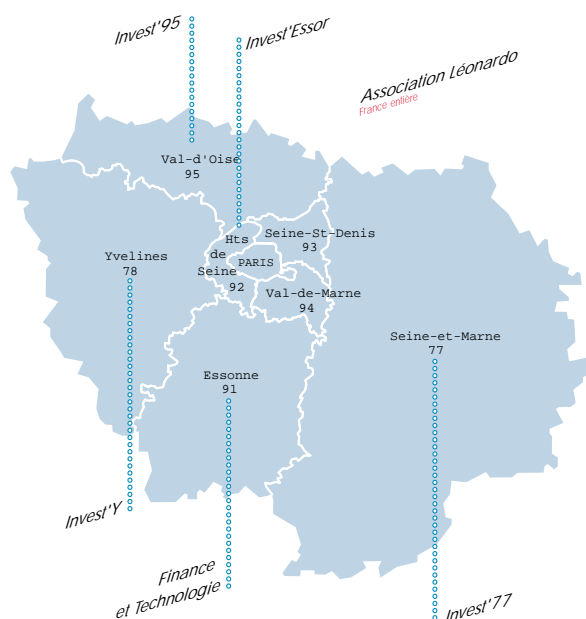 Invest'95
Invest'Essor
Association Léonardo
France entière
Val-d'Oise
95
Seine-St-Denis
93
Hts
de
Seine
92
PARIS
Yvelines
78
Val-de-Marne
94
Seine-et-Marne
77
Essonne
91
Invest'Y
Finance
et Technologie
Invest'77